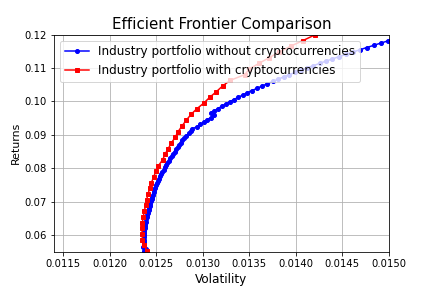 Efficient Frontier Comparison
Industry portfolio without cryptocurrencies
Industry portfolio with cryptocurrencies
Returns
0.12
0.11
0.10
0.09
0.08
0.07
0.06
0.0115 0.0120 0.0125 0.0130 0.0135 0.0140 0.0145 0.0150
Volatility